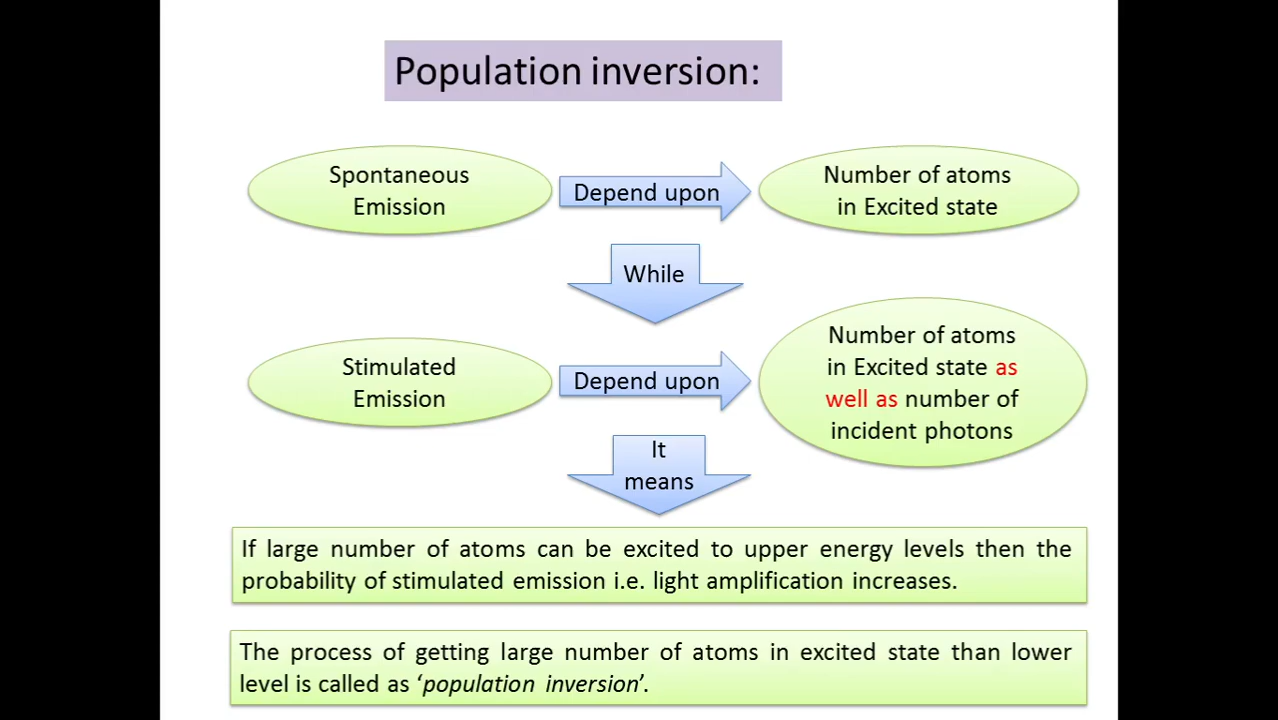 Population inversion:
Spontaneous
Emission
Depend upon
Number of atoms
in Excited state
While
Stimulated
Emission
Depend upon
Number of atoms
in Excited state as
well as number of
incident photons
It
means
If large number of atoms can be excited to upper energy levels then the
probability of stimulated emission i.e. light amplification increases.
The process of getting large number of atoms in excited state than lower
level is called as ‘population inversion’.